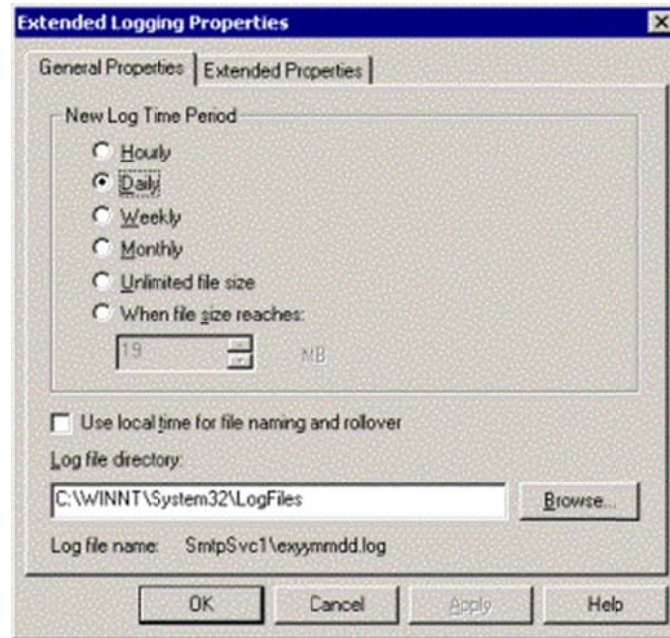 Extended Logging Properties
General Properties Extended Properties
New Log Time Period
Hourly
Daily
Weekly
Monthly
Unlimited file size
When file size reaches:
19 MB
Use local time for file naming and rollover
Log file directory:
C:\WINNT\System32\LogFiles Browse...
Log file name: SmtpSvc1\exyymmdd.log
OK Cancel Apply Help